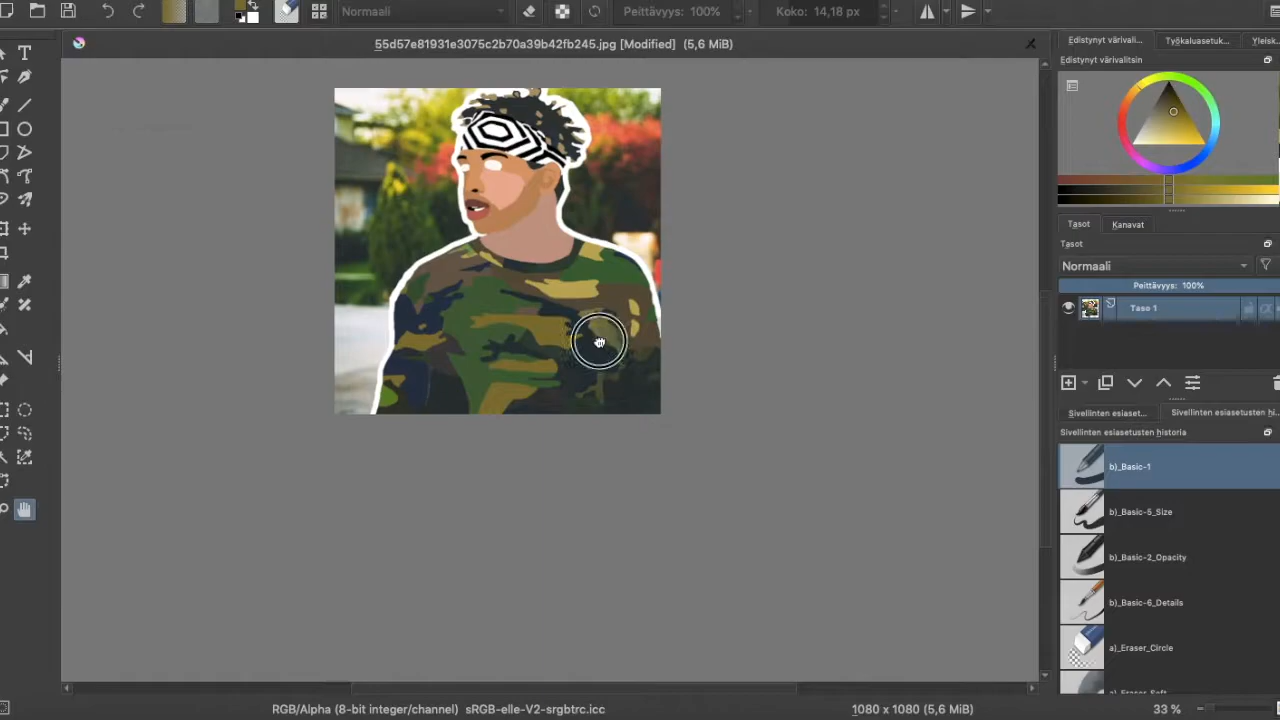 Normaali
Peittävyys: 100%
Koko: 14,18 px
55d57e81931e3075c2b70a39b42fb245.jpg [Modified] (5,6 MiB)
Edistynyt värivali...
Työkaluasetuk...
Yleisk
Edistynyt värivalitsin
Tasot
Kanavat
Tasot
Normaali
Peittävyys: 100%
Taso 1
Sivellinten esiaset...
Sivellinten esiasetusten hi...
Sivellinten esiasetusten historia
b)_Basic-1
b)_Basic-5_Size
b)_Basic-2_Opacity
b)_Basic-6_Details
a)_Eraser_Circle
a)_Eraser_Soft
RGB/Alpha (8-bit integer/channel) sRGB-elle-V2-srgbtrc.icc
1080 x 1080 (5,6 MiB)
33 %